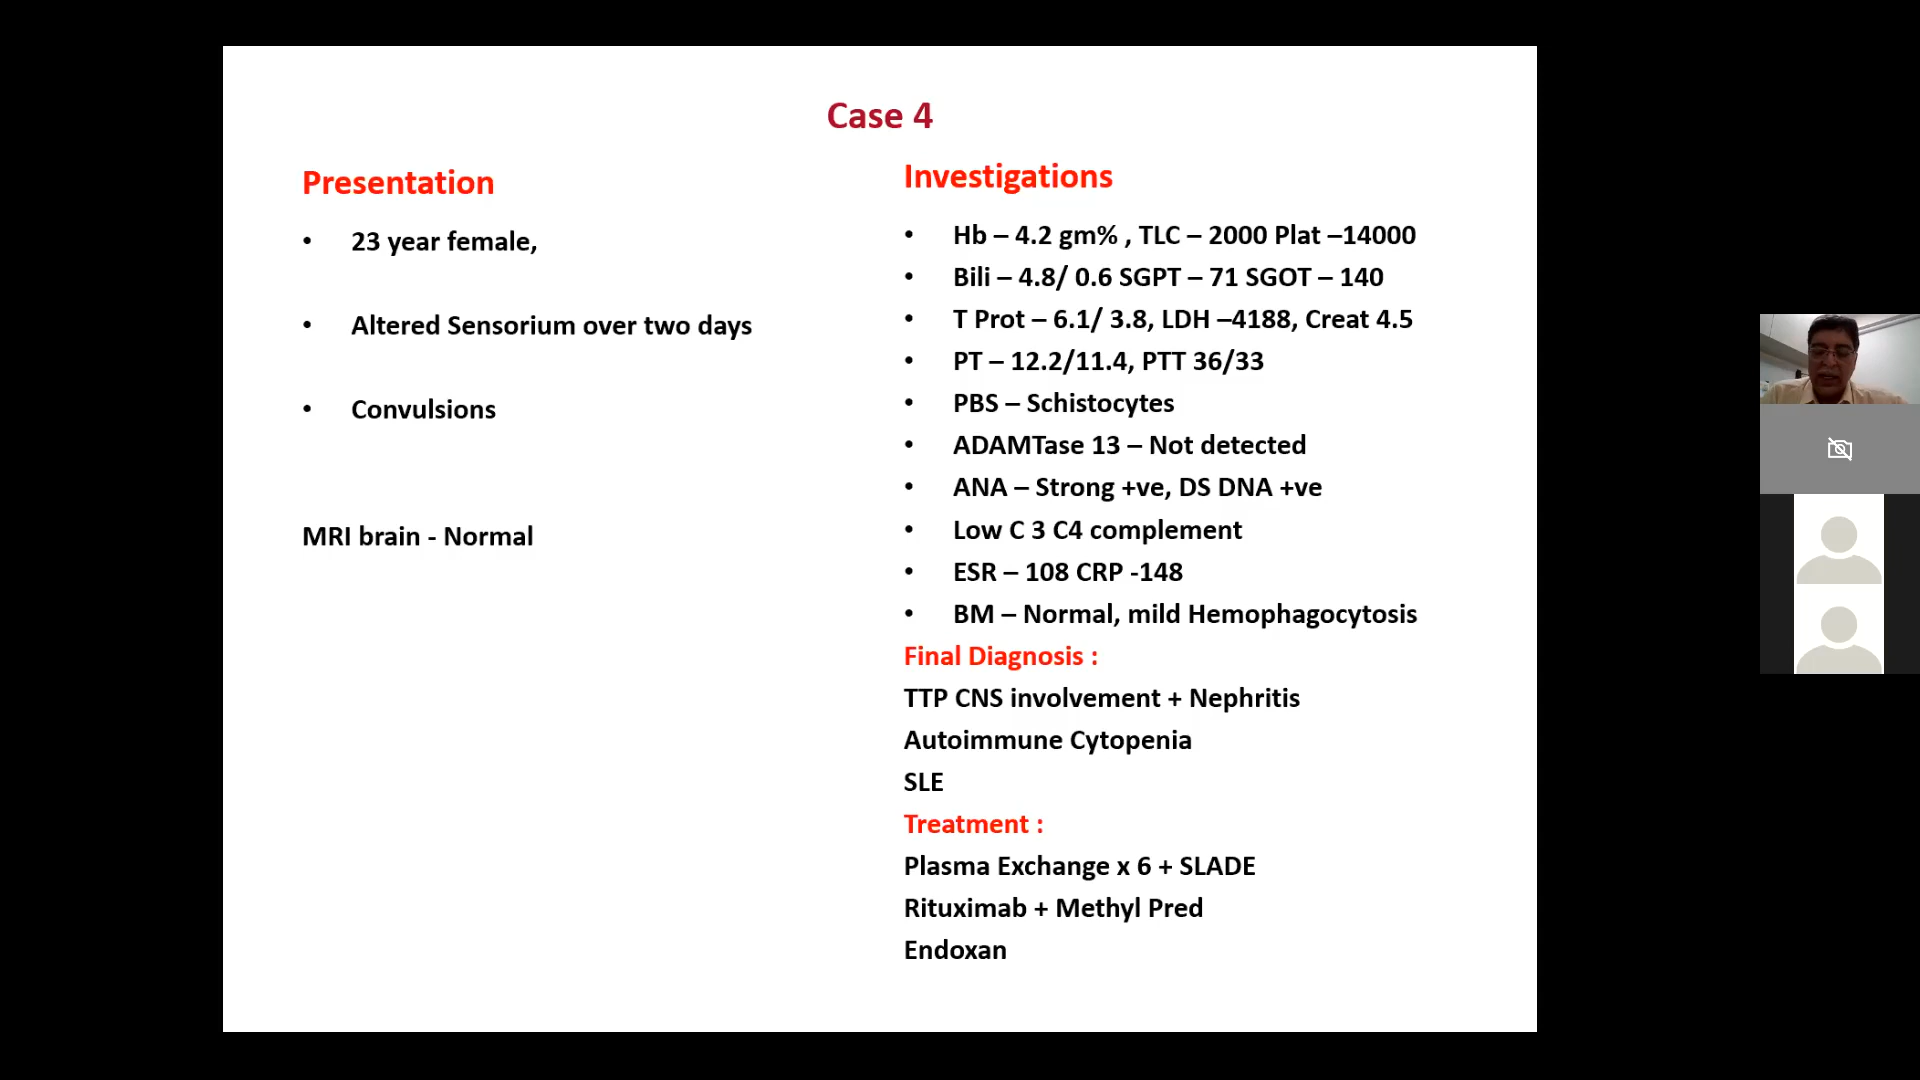 Case 4
Presentation
• 23 year female,
• Altered Sensorium over two days
• Convulsions
MRI brain - Normal
Investigations
• Hb – 4.2 gm% , TLC – 2000 Plat –14000
• Bili – 4.8/ 0.6 SGPT – 71 SGOT – 140
• T Prot – 6.1/ 3.8, LDH –4188, Creat 4.5
• PT – 12.2/11.4, PTT 36/33
• PBS – Schistocytes
• ADAMTase 13 – Not detected
• ANA – Strong +ve, DS DNA +ve
• Low C 3 C4 complement
• ESR – 108 CRP -148
• BM – Normal, mild Hemophagocytosis
Final Diagnosis :
TTP CNS involvement + Nephritis
Autoimmune Cytopenia
SLE
Treatment :
Plasma Exchange x 6 + SLADE
Rituximab + Methyl Pred
Endoxan